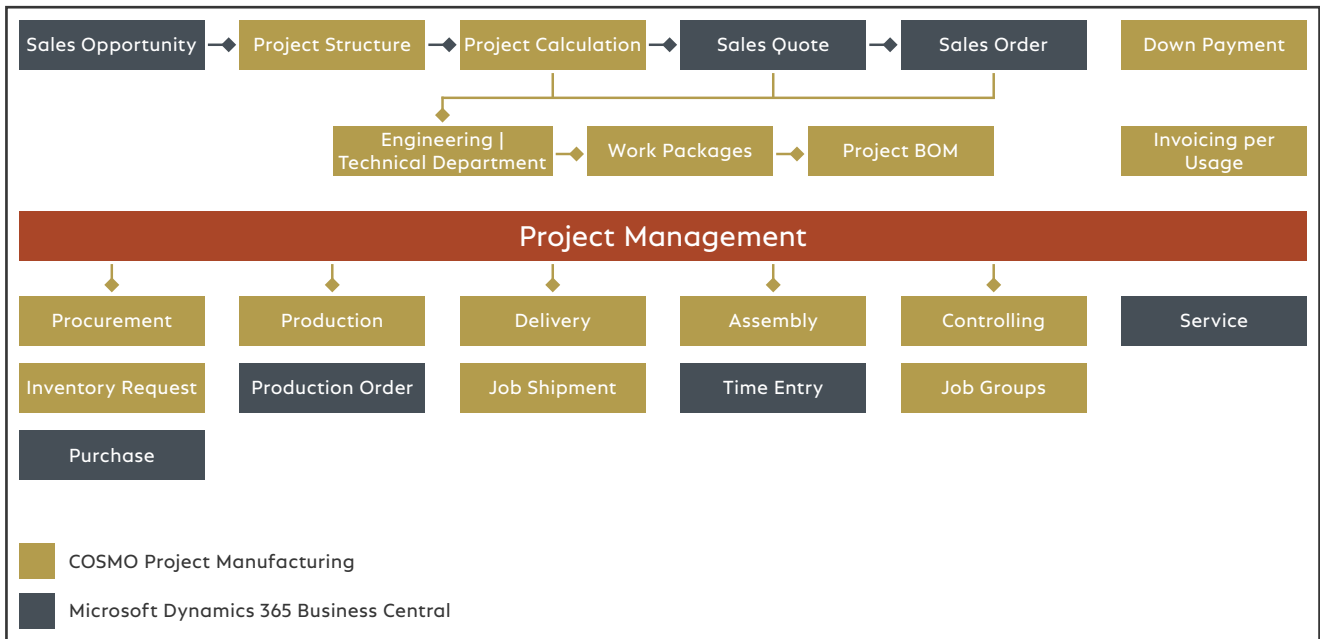 Sales Opportunity
Project Structure
Project Calculation
Sales Quote
Sales Order
Down Payment
Engineering |
Technical Department
Work Packages
Project BOM
Invoicing per
Usage
Project Management
Procurement
Production
Delivery
Assembly
Controlling
Service
Inventory Request
Production Order
Job Shipment
Time Entry
Job Groups
Purchase
COSMO Project Manufacturing
Microsoft Dynamics 365 Business Central